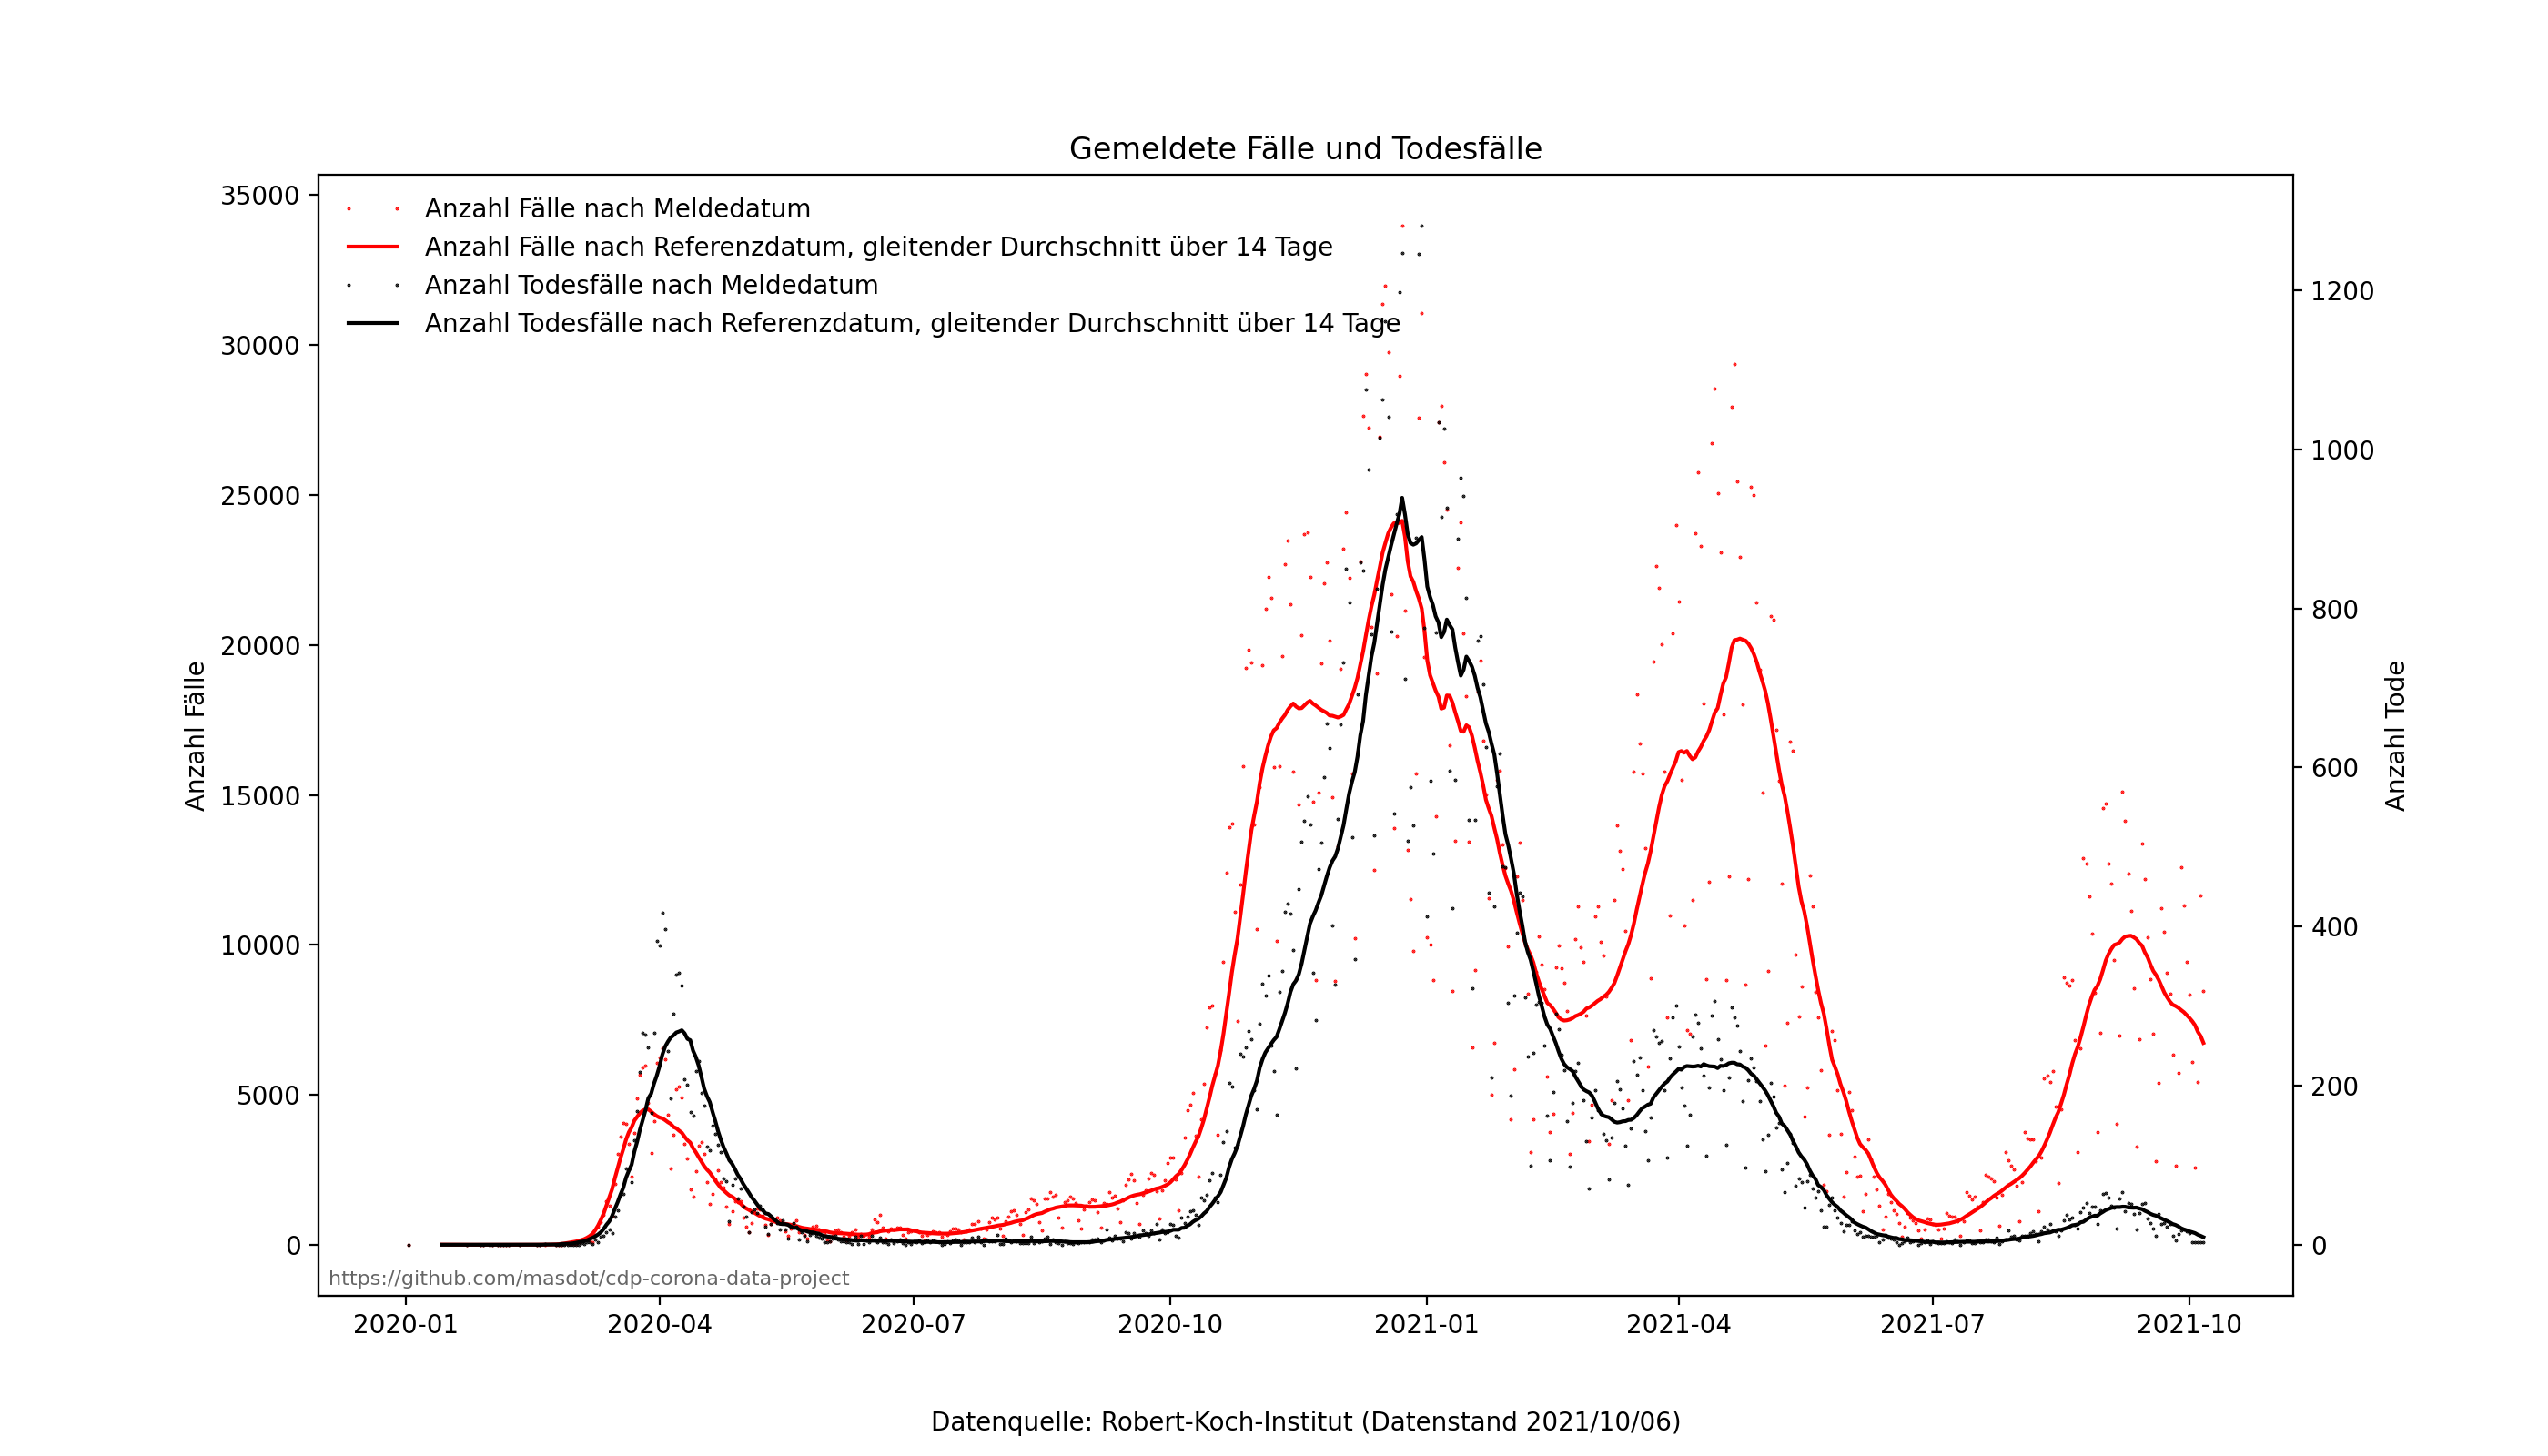 Gemeldete Fälle und Todesfälle
Anzahl Fälle nach Meldedatum
Anzahl Fälle nach Referenzdatum, gleitender Durchschnitt über 14 Tage
Anzahl Todesfälle nach Meldedatum
Anzahl Todesfälle nach Referenzdatum, gleitender Durchschnitt über 14 Tage
35000
30000
25000
20000
15000
10000
5000
0
Anzahl Fälle
1200
1000
800
600
400
200
0
Anzahl Tode
https://github.com/masdot/cdp-corona-data-project
2020-01 2020-04 2020-07 2020-10 2021-01 2021-04 2021-07 2021-10
Datenquelle: Robert-Koch-Institut (Datenstand 2021/10/06)